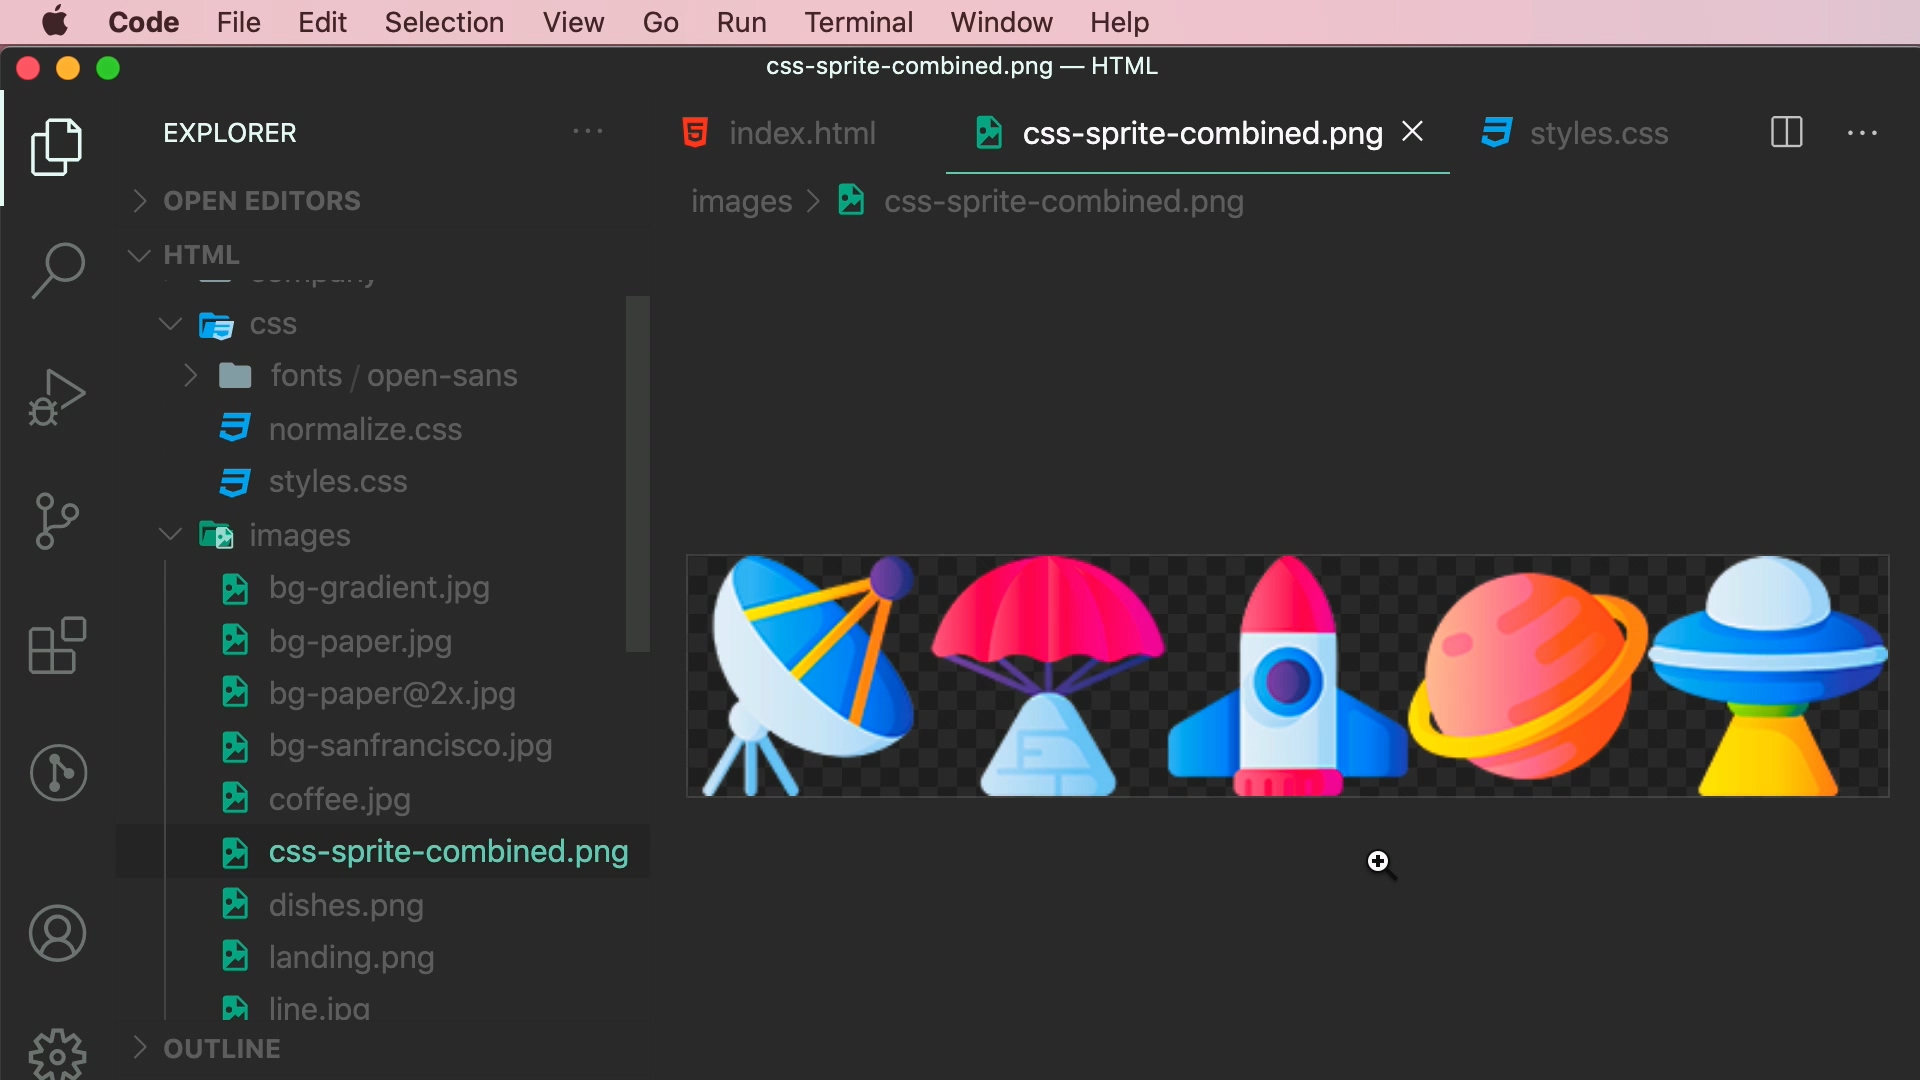 Code File Edit Selection View Go Run Terminal Window Help
css-sprite-combined.png — HTML
EXPLORER ···
index.html css-sprite-combined.png styles.css ···
images > css-sprite-combined.png
OPEN EDITORS
HTML
company
css
fonts / open-sans
normalize.css
styles.css
images
bg-gradient.jpg
bg-paper.jpg
bg-paper@2x.jpg
bg-sanfrancisco.jpg
coffee.jpg
css-sprite-combined.png
dishes.png
landing.png
line.jpg
OUTLINE